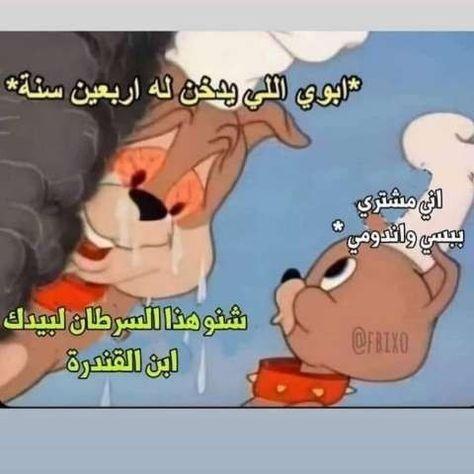 *ابوي اللي يدخن له اربعين سنة*
اني مشتري
ببسي واندومي *
شنو هذا السرطان لبيدك
ابن القندرة
@FBIXO